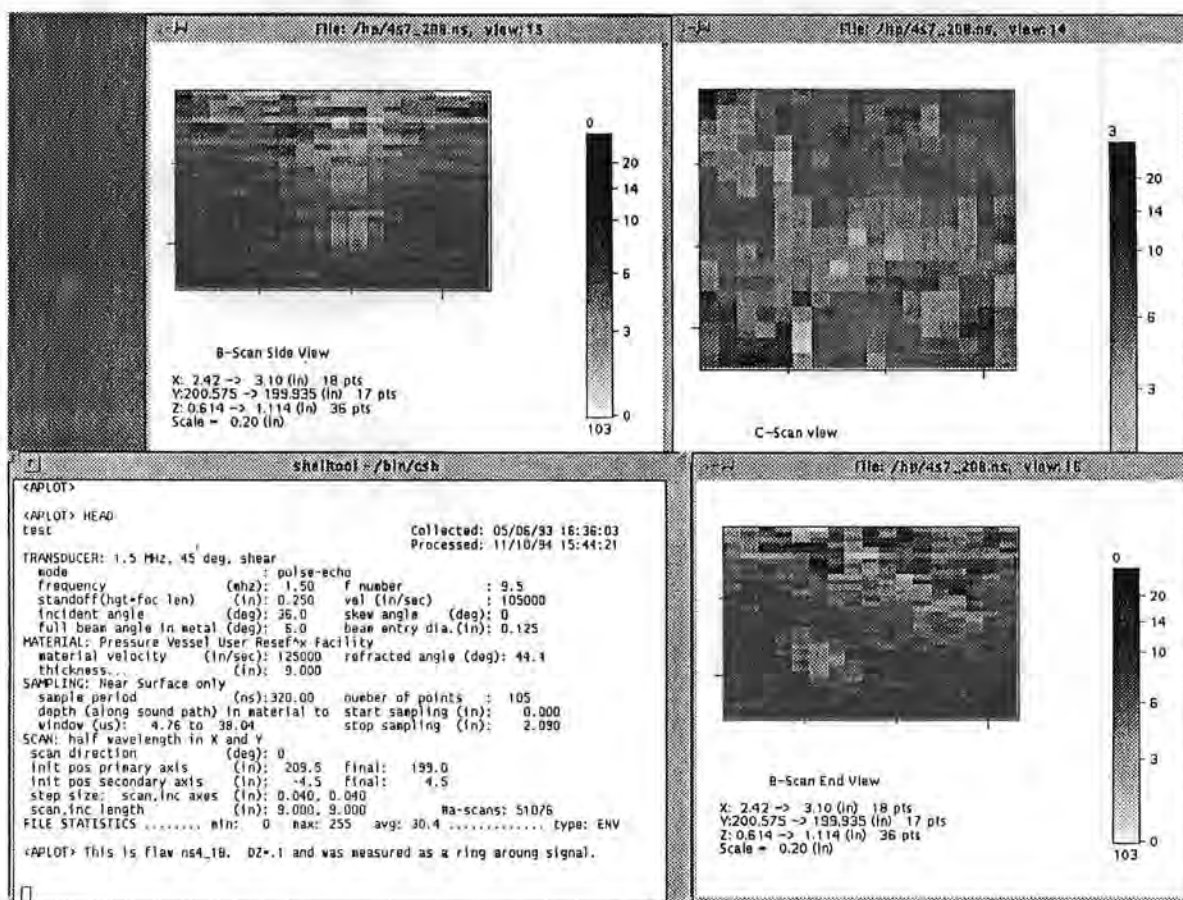 File: /hp/4s7_208.ns, view:13
0
20
14
10
6
3
0
103
B-Scan Side View
X: 2.42 -> 3.10 (in) 18 pts
Y:200.575 -> 199.935 (in) 17 pts
Z: 0.614 -> 1.114 (in) 36 pts
Scale = 0.20 (in)
File: /hp/4s7_208.ns, view:14
3
20
14
10
6
3
C-Scan view
shelltool - /bin/csh
<APLOT>
<APLOT> HEAD
test Collected: 05/06/93 16:36:03
Processed: 11/10/94 15:44:21
TRANSDUCER: 1.5 MHz, 45 deg, shear
mode : pulse-echo
frequency (mhz): 1.50 f number : 9.5
standoff(hgt+foc len) (in): 0.250 vel (in/sec) : 105000
incident angle (deg): 36.0 skew angle (deg): 0
full beam angle in metal (deg): 6.0 beam entry dia.(in): 0.125
MATERIAL: Pressure Vessel User Resef^x Facility
material velocity (in/sec): 125000 refracted angle (deg): 44.4
thickness... (in): 9.000
SAMPLING: Near Surface only
sample period (ns):320.00 number of points : 105
depth (along sound path) in material to start sampling (in): 0.000
window (us): 4.76 to 38.04 stop sampling (in): 2.090
SCAN: half wavelength in X and Y
scan direction (deg): 0
init pos primary axis (in): 209.5 final: 199.0
init pos secondary axis (in): -4.5 final: 4.5
step size: scan,inc axes (in): 0.040, 0.040
scan,inc length (in): 9.000, 9.000 #a-scans: 51076
FILE STATISTICS ........ min: 0 max: 255 avg: 30.4 ............. type: ENV
<APLOT> This is flaw ns4_18. DZ=.1 and was measured as a ring aroung signal.
File: /hp/4s7_208.ns, view:16
0
20
14
10
6
3
0
103
B-Scan End View
X: 2.42 -> 3.10 (in) 18 pts
Y:200.575 -> 199.935 (in) 17 pts
Z: 0.614 -> 1.114 (in) 36 pts
Scale = 0.20 (in)